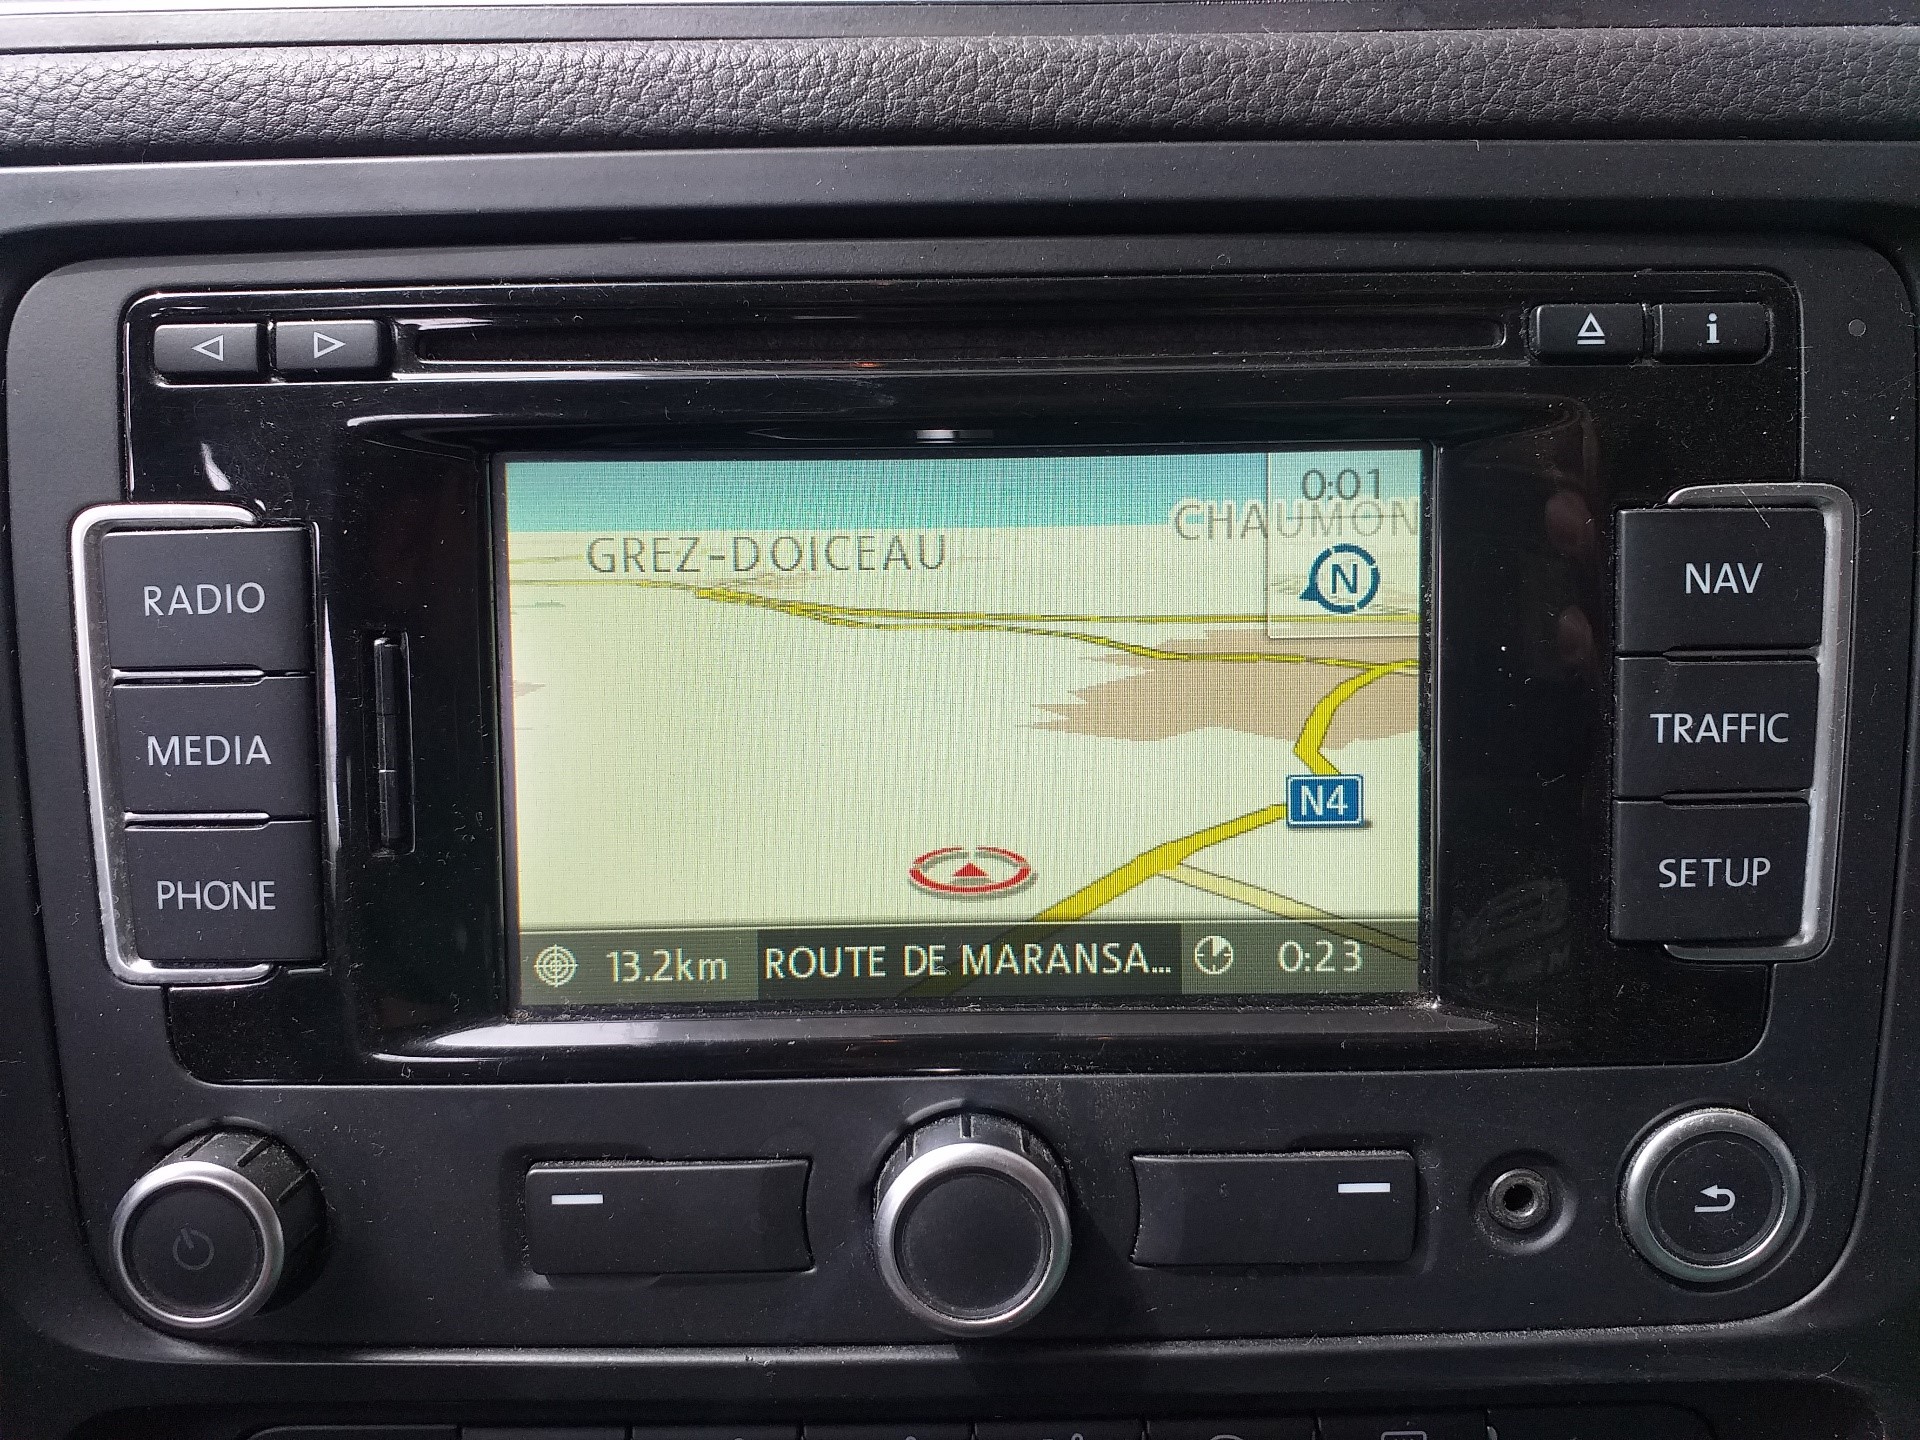 i
RADIO
MEDIA
PHONE
0:01
CHAUMON
GREZ-DOICEAU
N
N4
13.2km ROUTE DE MARANSA... 0:23
NAV
TRAFFIC
SETUP